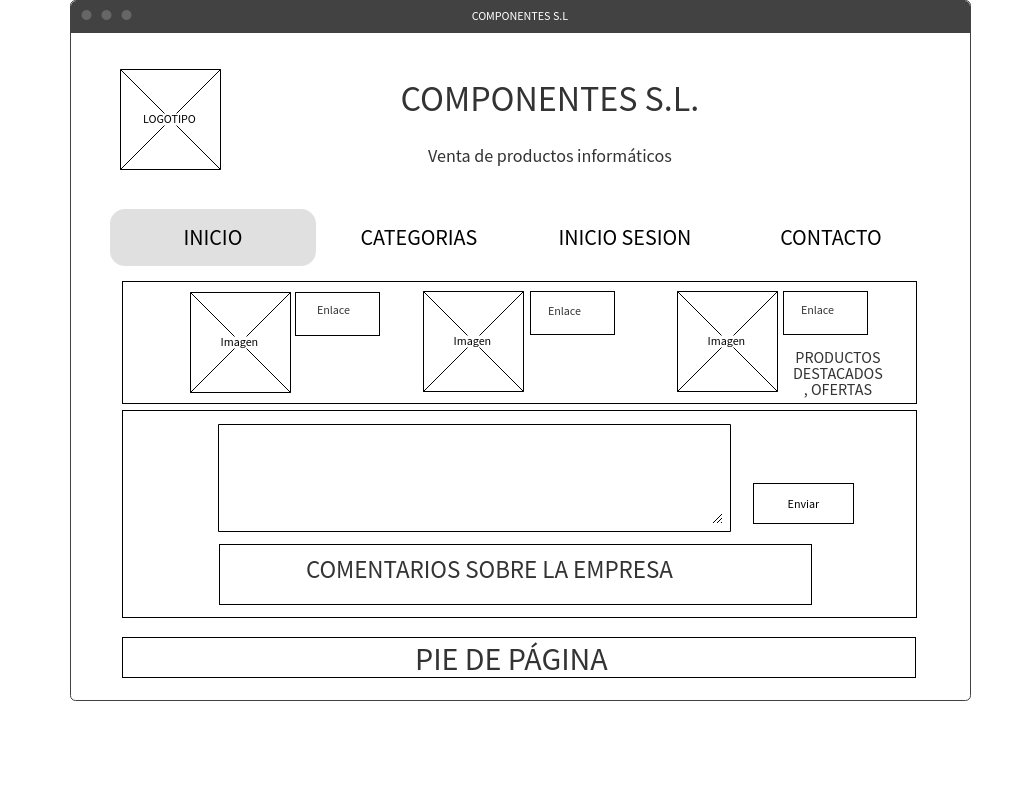 COMPONENTES S.L
LOGOTIPO
COMPONENTES S.L.
Venta de productos informáticos
INICIO
CATEGORIAS
INICIO SESION
CONTACTO
Imagen
Enlace
Imagen
Enlace
Imagen
Enlace
PRODUCTOS
DESTACADOS
, OFERTAS
Enviar
COMENTARIOS SOBRE LA EMPRESA
PIE DE PÁGINA